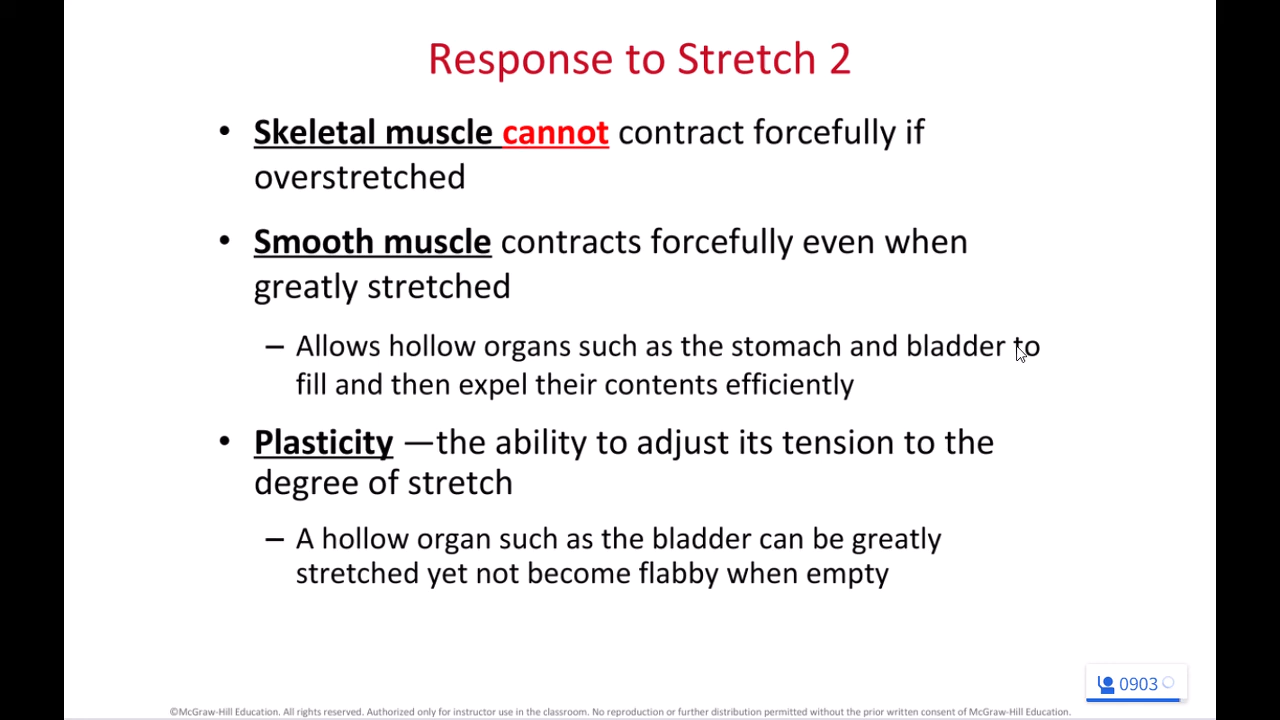 Response to Stretch 2
• Skeletal muscle cannot contract forcefully if
overstretched
• Smooth muscle contracts forcefully even when
greatly stretched
– Allows hollow organs such as the stomach and bladder to
fill and then expel their contents efficiently
• Plasticity —the ability to adjust its tension to the
degree of stretch
– A hollow organ such as the bladder can be greatly
stretched yet not become flabby when empty
0903
©McGraw-Hill Education. All rights reserved. Authorized only for instructor use in the classroom. No reproduction or further distribution permitted without the prior written consent of McGraw-Hill Education.